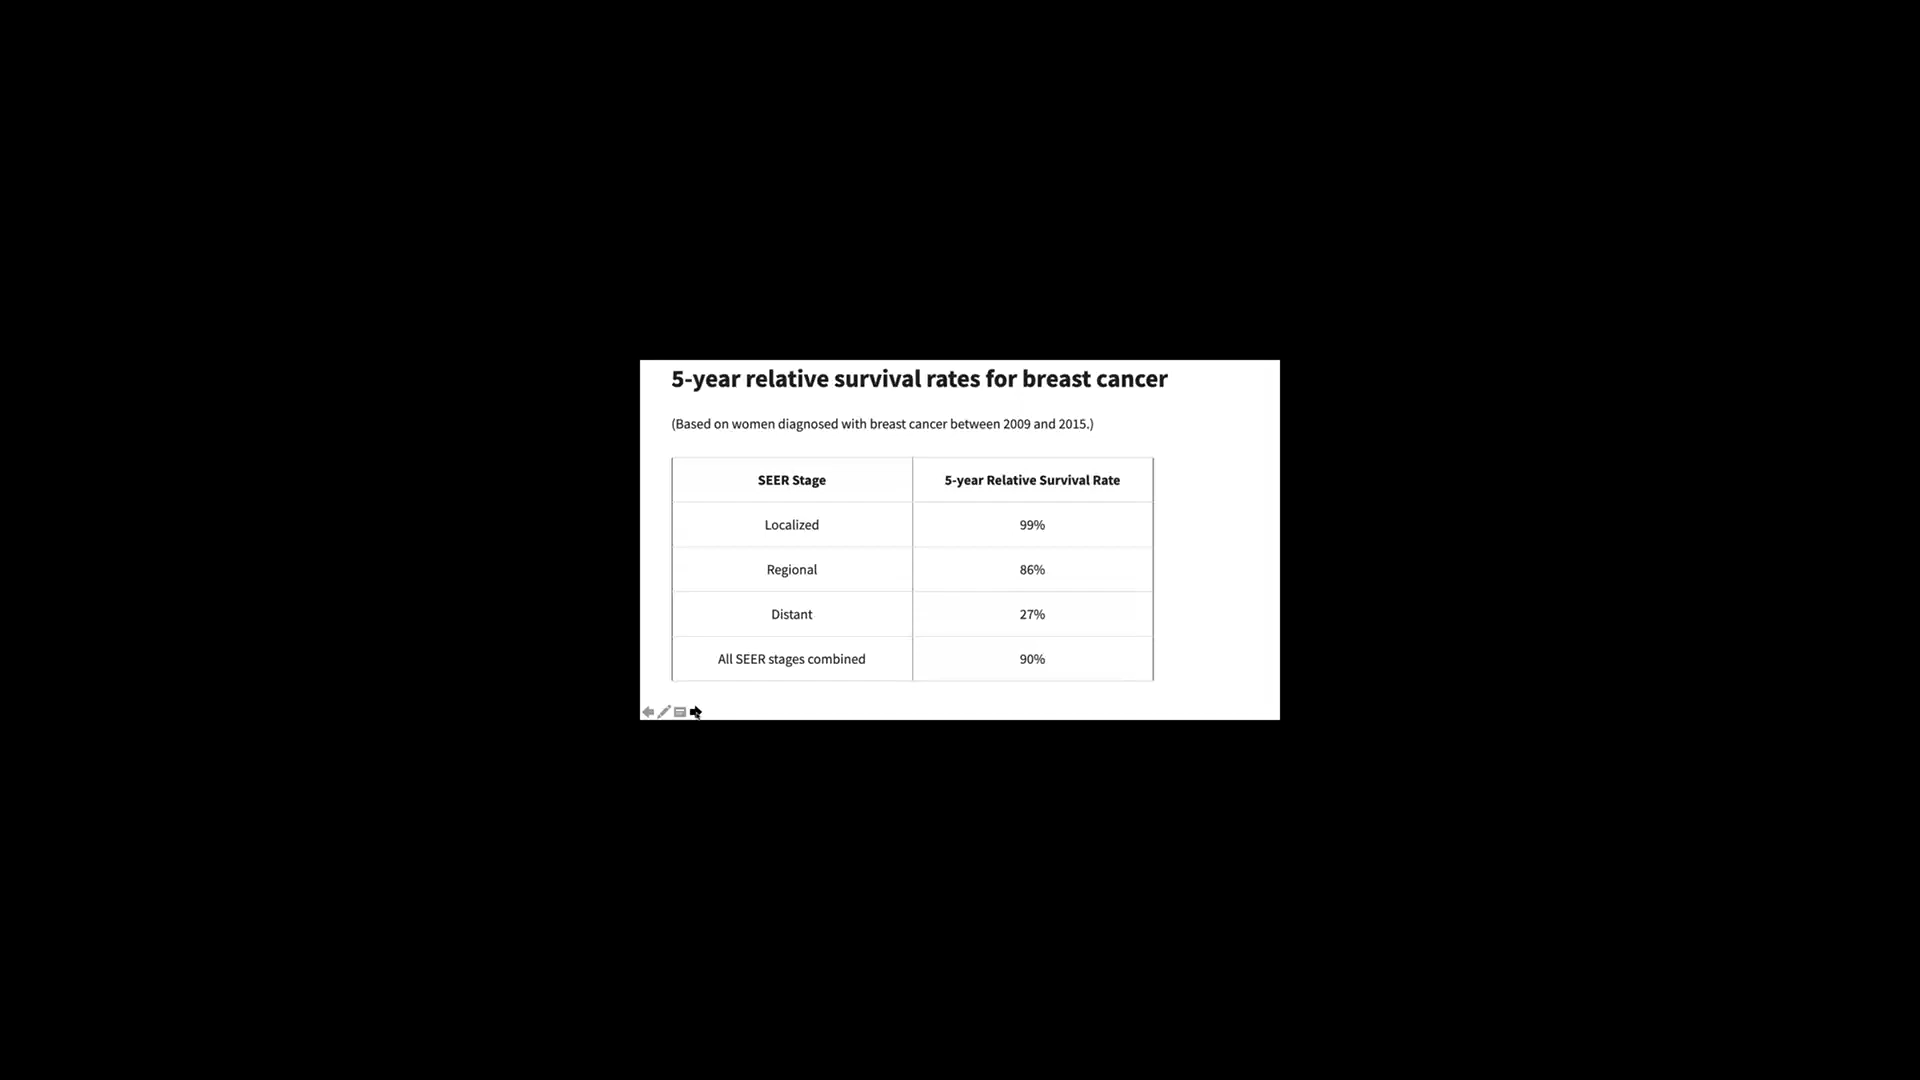 5-year relative survival rates for breast cancer
(Based on women diagnosed with breast cancer between 2009 and 2015.)
SEER Stage 5-year Relative Survival Rate
Localized 99%
Regional 86%
Distant 27%
All SEER stages combined 90%